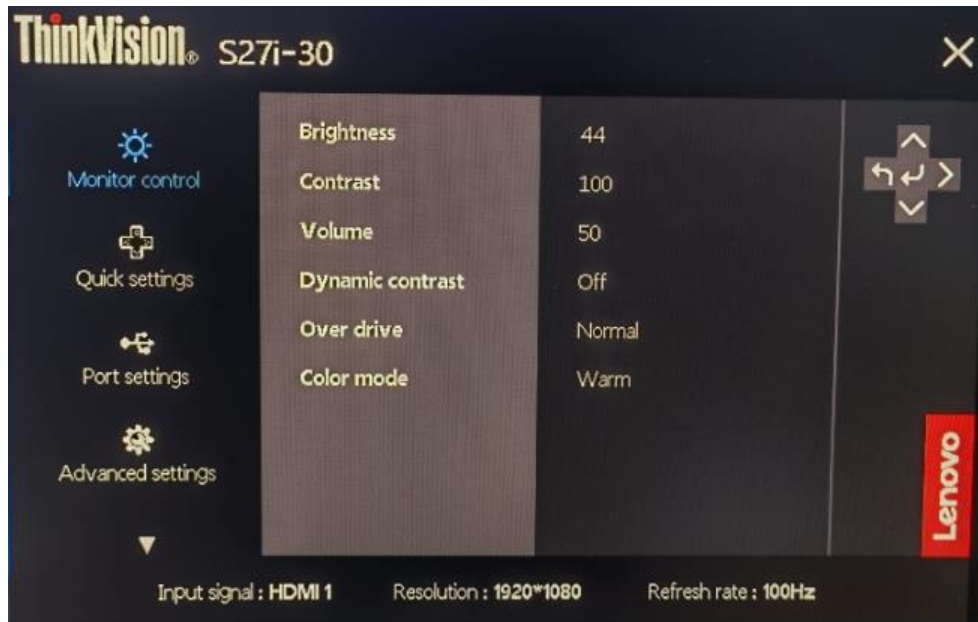 ThinkVision® S27i-30
Monitor control
Quick settings
Port settings
Advanced settings
Brightness 44
Contrast 100
Volume 50
Dynamic contrast Off
Over drive Normal
Color mode Warm
Lenovo
Input signal : HDMI 1 Resolution : 1920*1080 Refresh rate : 100Hz